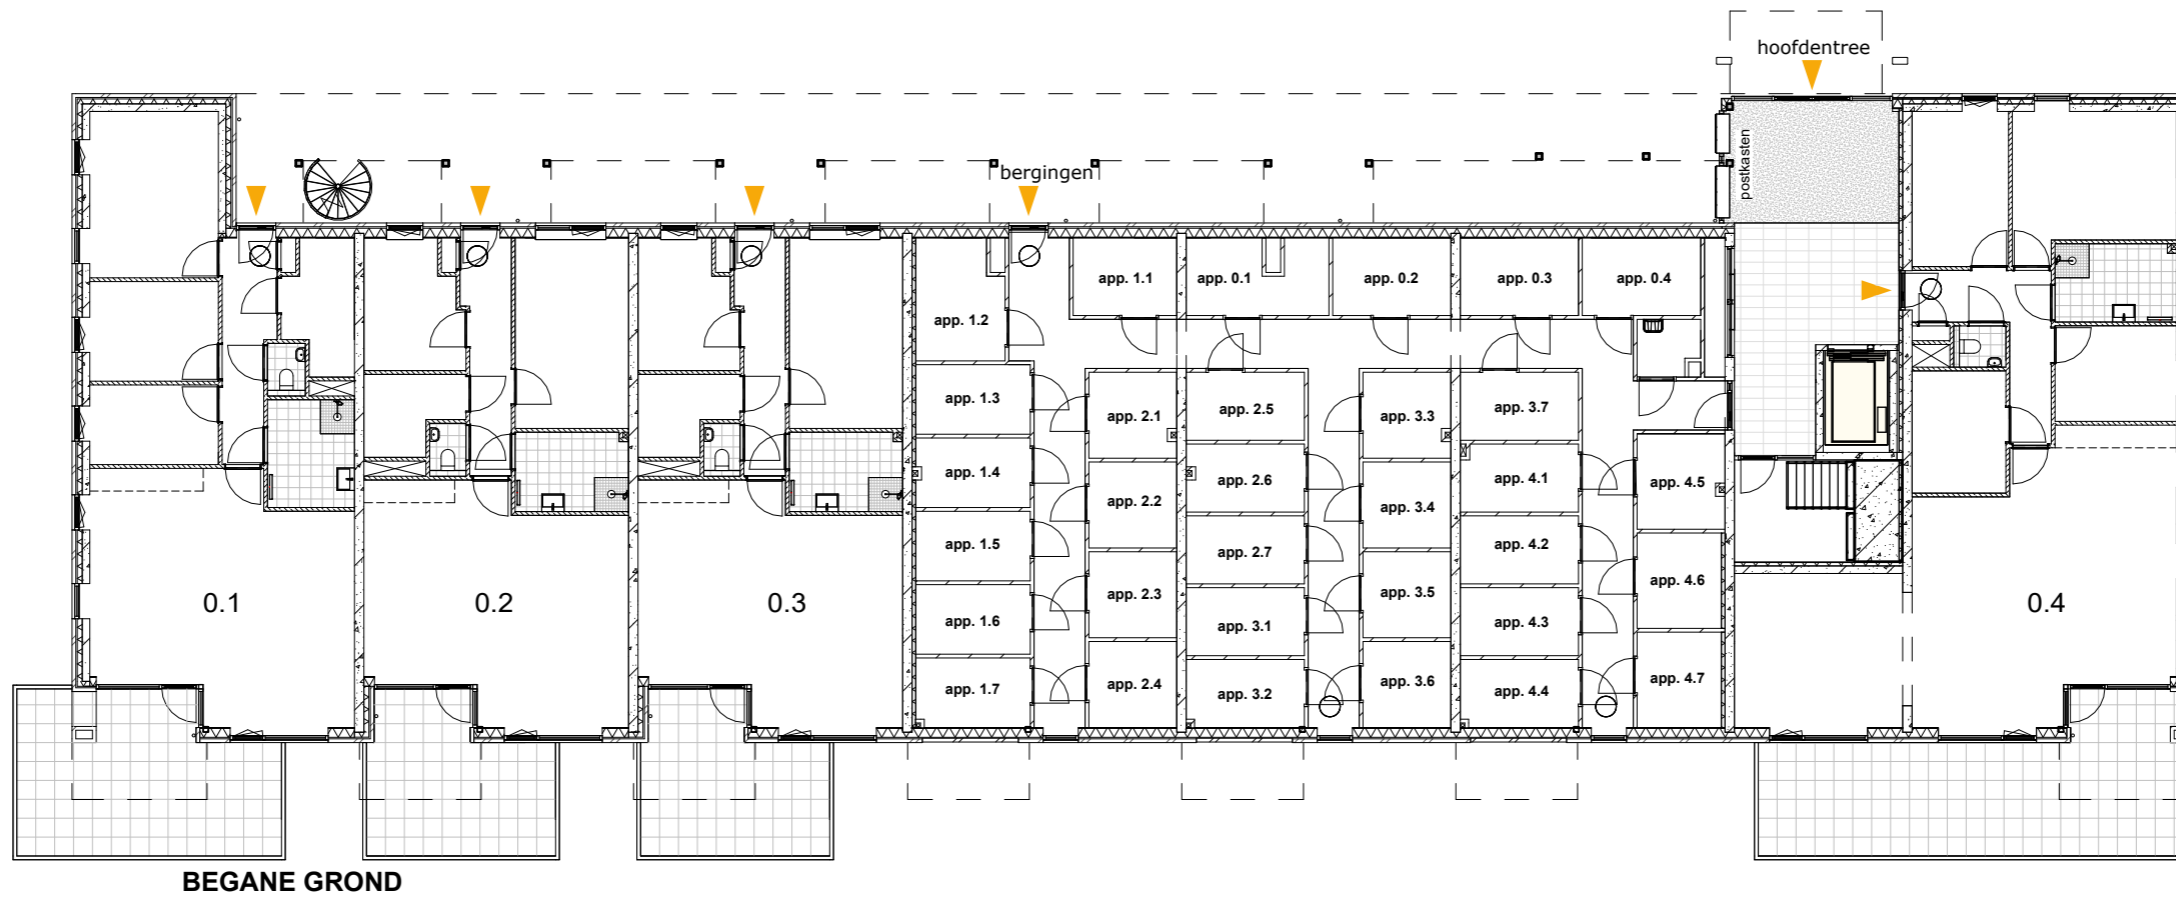 hoofdentree
postkasten
bergingen
app. 1.1
app. 0.1
app. 0.2
app. 0.3
app. 0.4
app. 1.2
app. 1.3
app. 2.1
app. 2.5
app. 3.3
app. 3.7
app. 1.4
app. 2.2
app. 2.6
app. 3.4
app. 4.1
app. 4.5
app. 1.5
app. 2.3
app. 2.7
app. 3.5
app. 4.2
app. 4.6
0.1
0.2
0.3
app. 1.6
app. 3.1
app. 4.3
0.4
app. 1.7
app. 2.4
app. 3.2
app. 3.6
app. 4.4
app. 4.7
BEGANE GROND